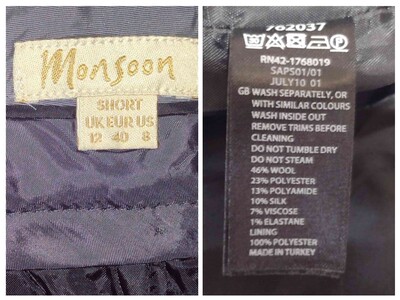 Monsoon
SHORT
UK EUR US
12 40 8
762037
RN42-1768019
SAPS01/01
JULY10 01
GB WASH SEPARATELY, OR
WITH SIMILAR COLOURS
WASH INSIDE OUT
REMOVE TRIMS BEFORE
CLEANING
DO NOT TUMBLE DRY
DO NOT STEAM
46% WOOL
23% POLYESTER
13% POLYAMIDE
10% SILK
7% VISCOSE
1% ELASTANE
LINING
100% POLYESTER
MADE IN TURKEY